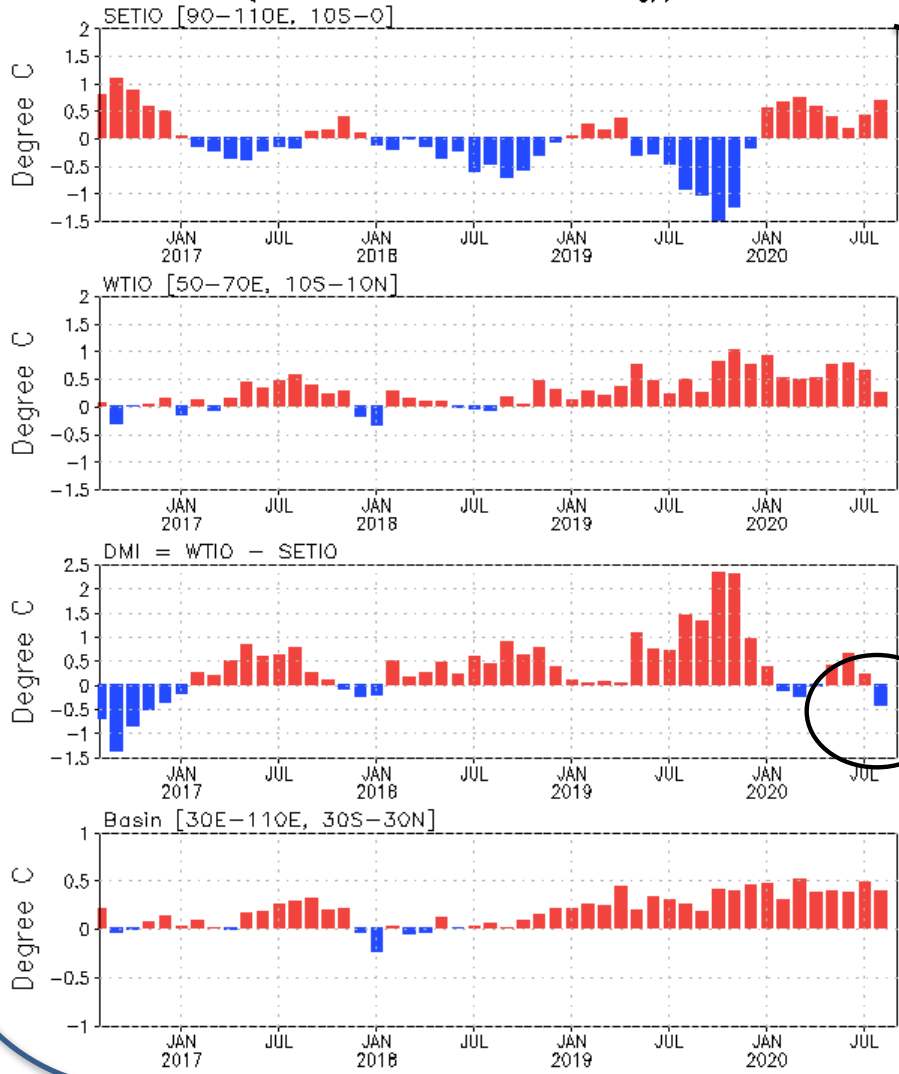 SETIO [90-110E, 10S-0]
2
1.5
1
0.5
0
-0.5
-1
-1.5
Degree C
JAN JUL JAN JUL JAN JUL JAN JUL
2017 2018 2019 2020
WTIO [50-70E, 10S-10N]
2
1.5
1
0.5
0
-0.5
-1
-1.5
Degree C
JAN JUL JAN JUL JAN JUL JAN JUL
2017 2018 2019 2020
DMI = WTIO - SETIO
2.5
2
1.5
1
0.5
0
-0.5
-1
-1.5
Degree C
JAN JUL JAN JUL JAN JUL JAN JUL
2017 2018 2019 2020
Basin [30E-110E, 30S-30N]
1
0.5
0
-0.5
-1
Degree C
JAN JUL JAN JUL JAN JUL JAN JUL
2017 2018 2019 2020